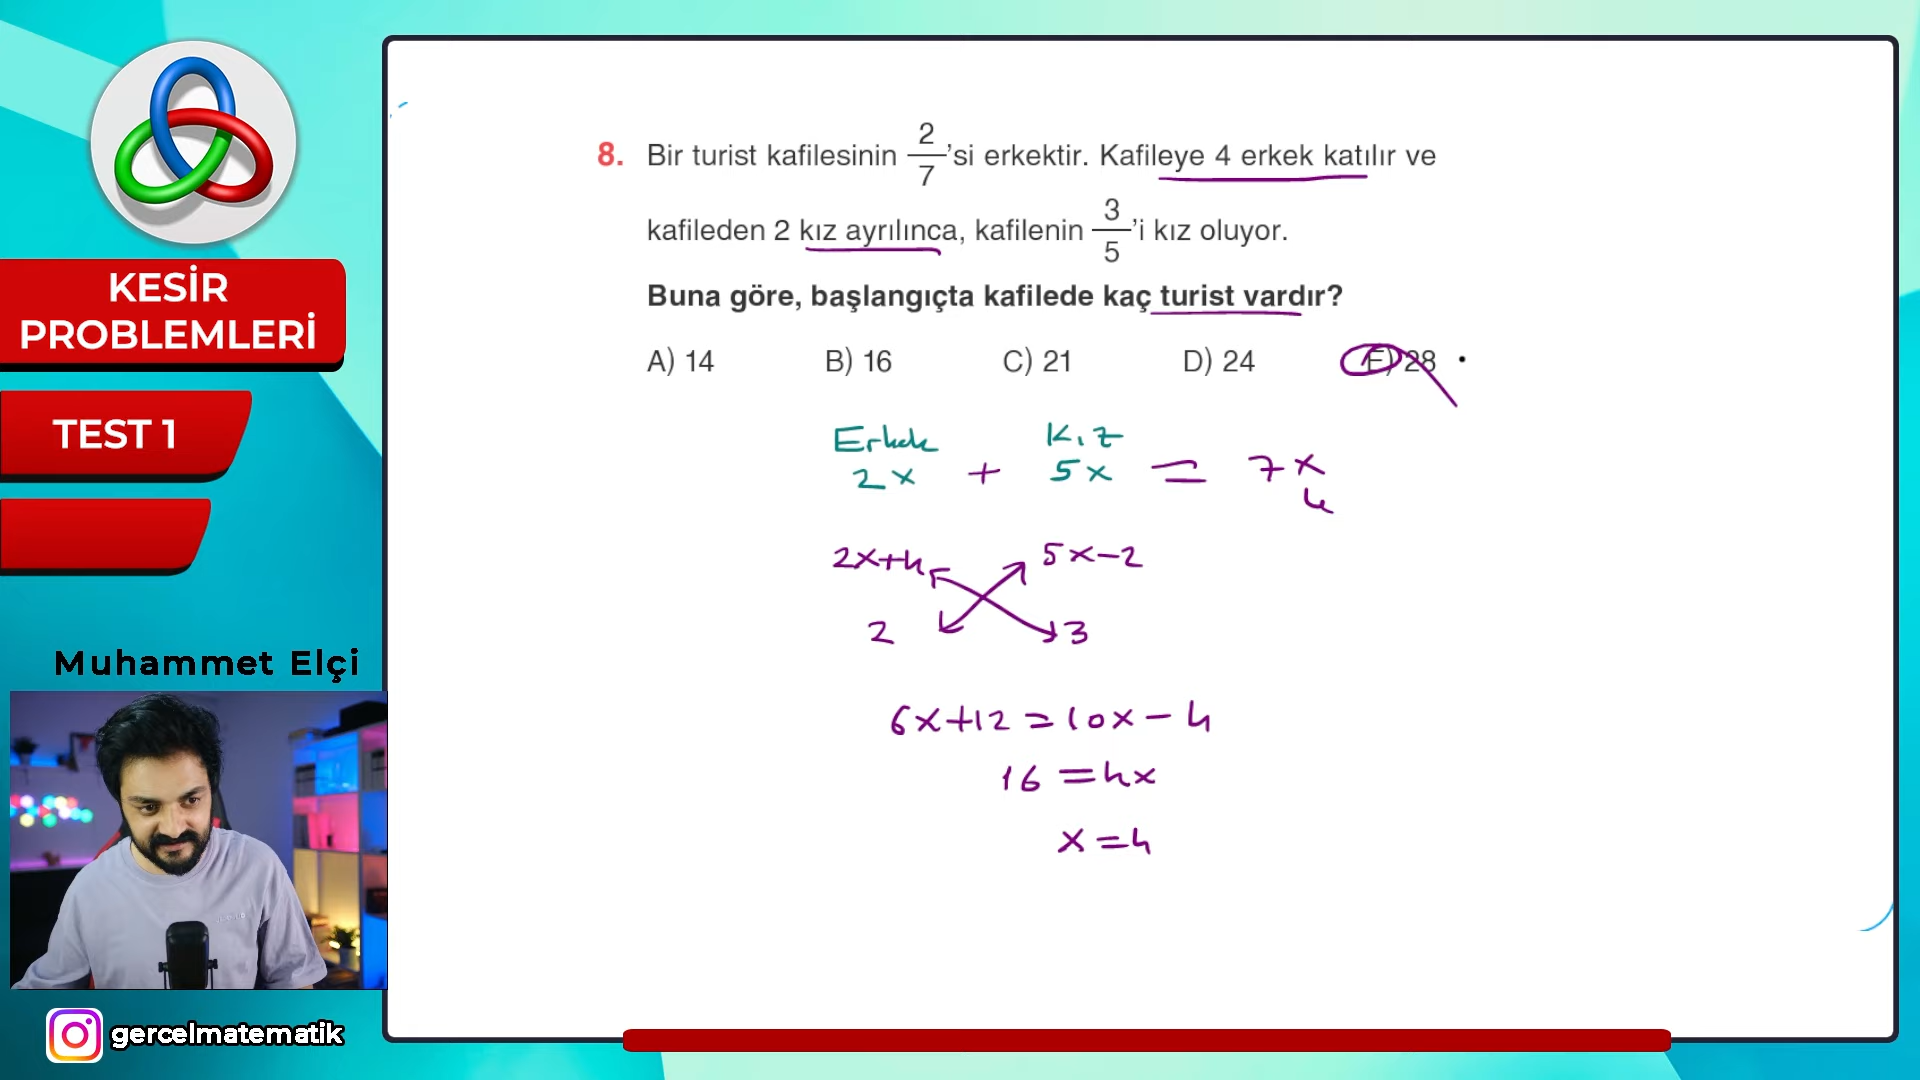 KESİR
PROBLEMLERİ
TEST 1
Muhammet Elçi
gercelmatematik
8. Bir turist kafilesinin 2/7 'si erkektir. Kafileye 4 erkek katılır ve
kafileden 2 kız ayrılınca, kafilenin 3/5 'i kız oluyor.
Buna göre, başlangıçta kafilede kaç turist vardır?
A) 14 B) 16 C) 21 D) 24 E) 28
Erkek Kız
2x + 5x = 7x
4
2x+4 5x-2
2 3
6x+12=10x-4
16=4x
x=4